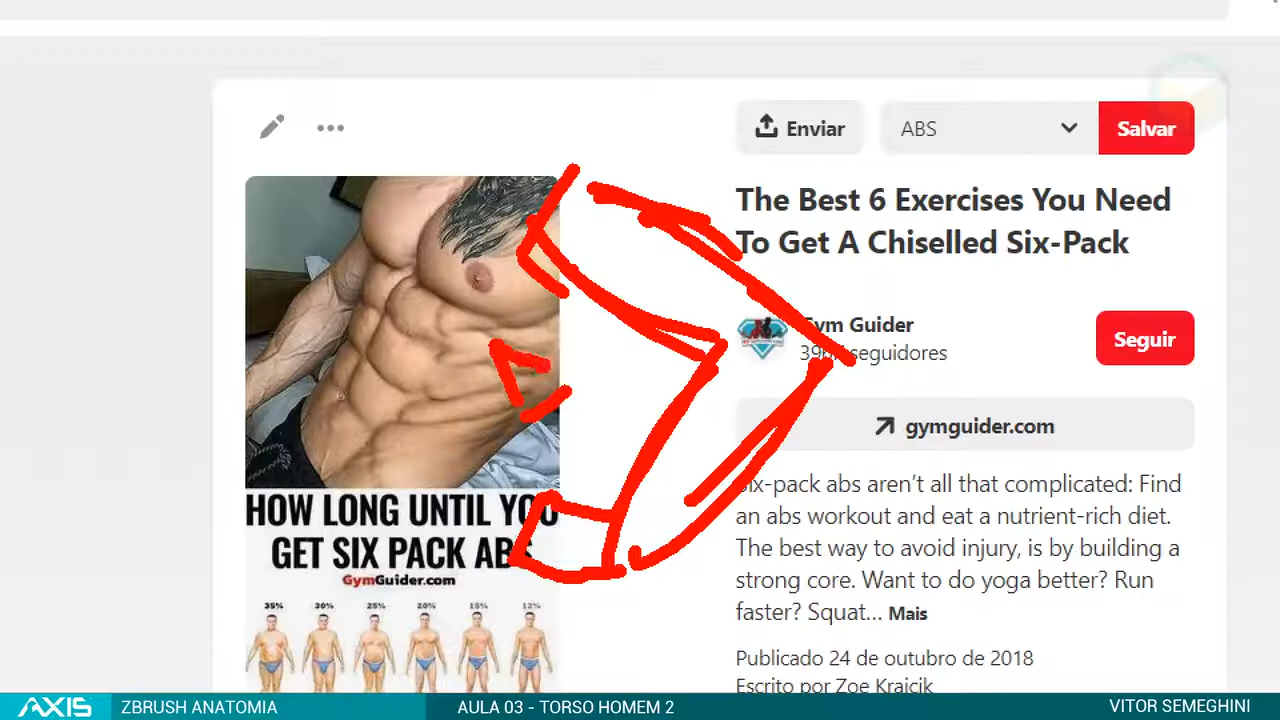 Enviar
ABS
Salvar
The Best 6 Exercises You Need
To Get A Chiselled Six-Pack
Gym Guider
seguidores
Seguir
gymguider.com
Six-pack abs aren’t all that complicated: Find
an abs workout and eat a nutrient-rich diet.
The best way to avoid injury, is by building a
strong core. Want to do yoga better? Run
faster? Squat... Mais
Publicado 24 de outubro de 2018
Escrito por Zoe Krajcik
HOW LONG UNTIL YOU
GET SIX PACK ABS
GymGuider.com
35% 30% 25% 20% 15% 12%
AXIS ZBRUSH ANATOMIA AULA 03 - TORSO HOMEM 2 VITOR SEMEGHINI